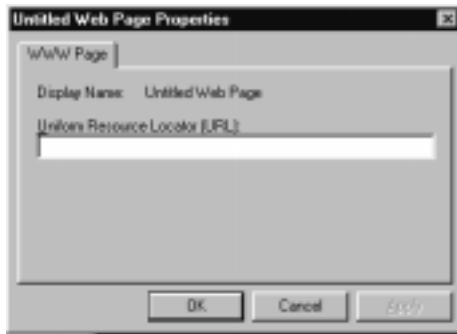 Untitled Web Page Properties
WWW Page
Display Name: Untitled Web Page
Uniform Resource Locator (URL):
OK Cancel Apply